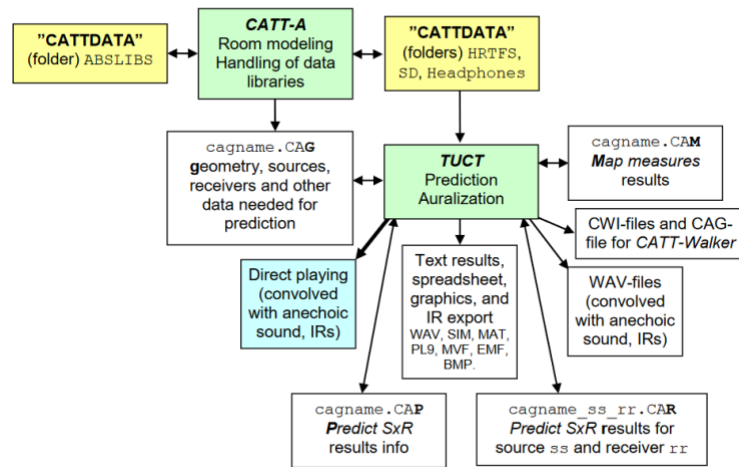 "CATTDATA"
(folder) ABSLIBS
CATT-A
Room modeling
Handling of data
libraries
"CATTDATA"
(folders) HRTFS,
SD, Headphones
cagname.CAG
geometry, sources,
receivers and other
data needed for
prediction
TUCT
Prediction
Auralization
cagname.CAM
Map measures
results
CWI-files and CAG-
file for CATT-Walker
Direct playing
(convolved with
anechoic
sound, IRs)
Text results,
spreadsheet,
graphics, and
IR export
WAV, SIM, MAT,
PL9, MVF, EMF,
BMP.
WAV-files
(convolved
with anechoic
sound, IRs)
cagname.CAP
Predict SxR
results info
cagname_ss_rr.CAR
Predict SxR results for
source ss and receiver rr